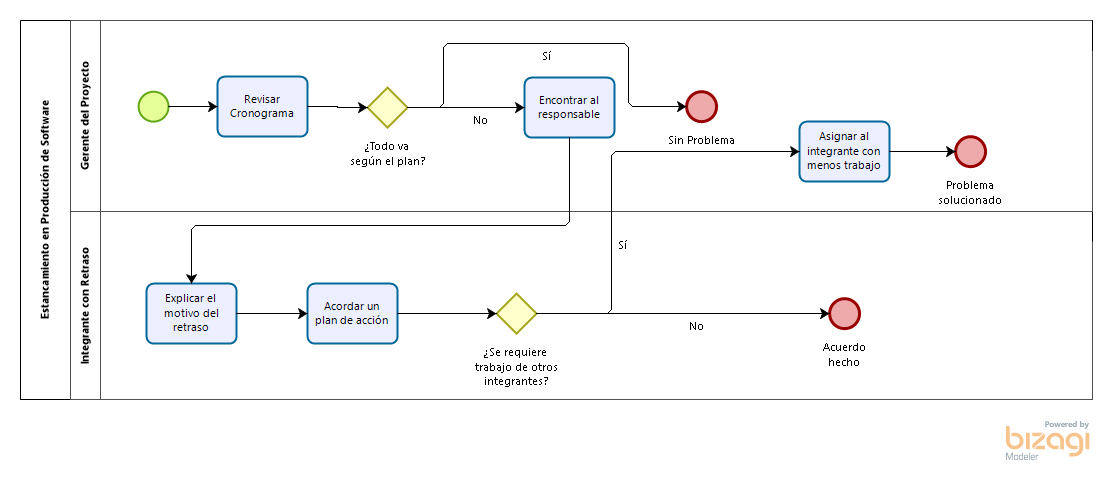 Estancamiento en Producción de Software
Gerente del Proyecto
Revisar
Cronograma
¿Todo va
según el plan?
Sí
No
Encontrar al
responsable
Sin Problema
Asignar al
integrante con
menos trabajo
Problema
solucionado
Integrante con Retraso
Explicar el
motivo del
retraso
Acordar un
plan de acción
¿Se requiere
trabajo de otros
integrantes?
Sí
No
Acuerdo
hecho
Powered by
bizagi
Modeler